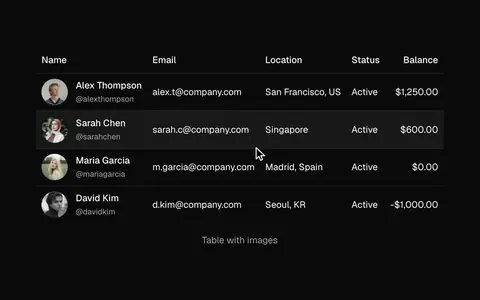 Name Email Location Status Balance
Alex Thompson
@alexthompson
alex.t@company.com San Francisco, US Active $1,250.00
Sarah Chen
@sarahchen
sarah.c@company.com Singapore Active $600.00
Maria Garcia
@mariagarcia
m.garcia@company.com Madrid, Spain Active $0.00
David Kim
@davidkim
d.kim@company.com Seoul, KR Active -$1,000.00
Table with images